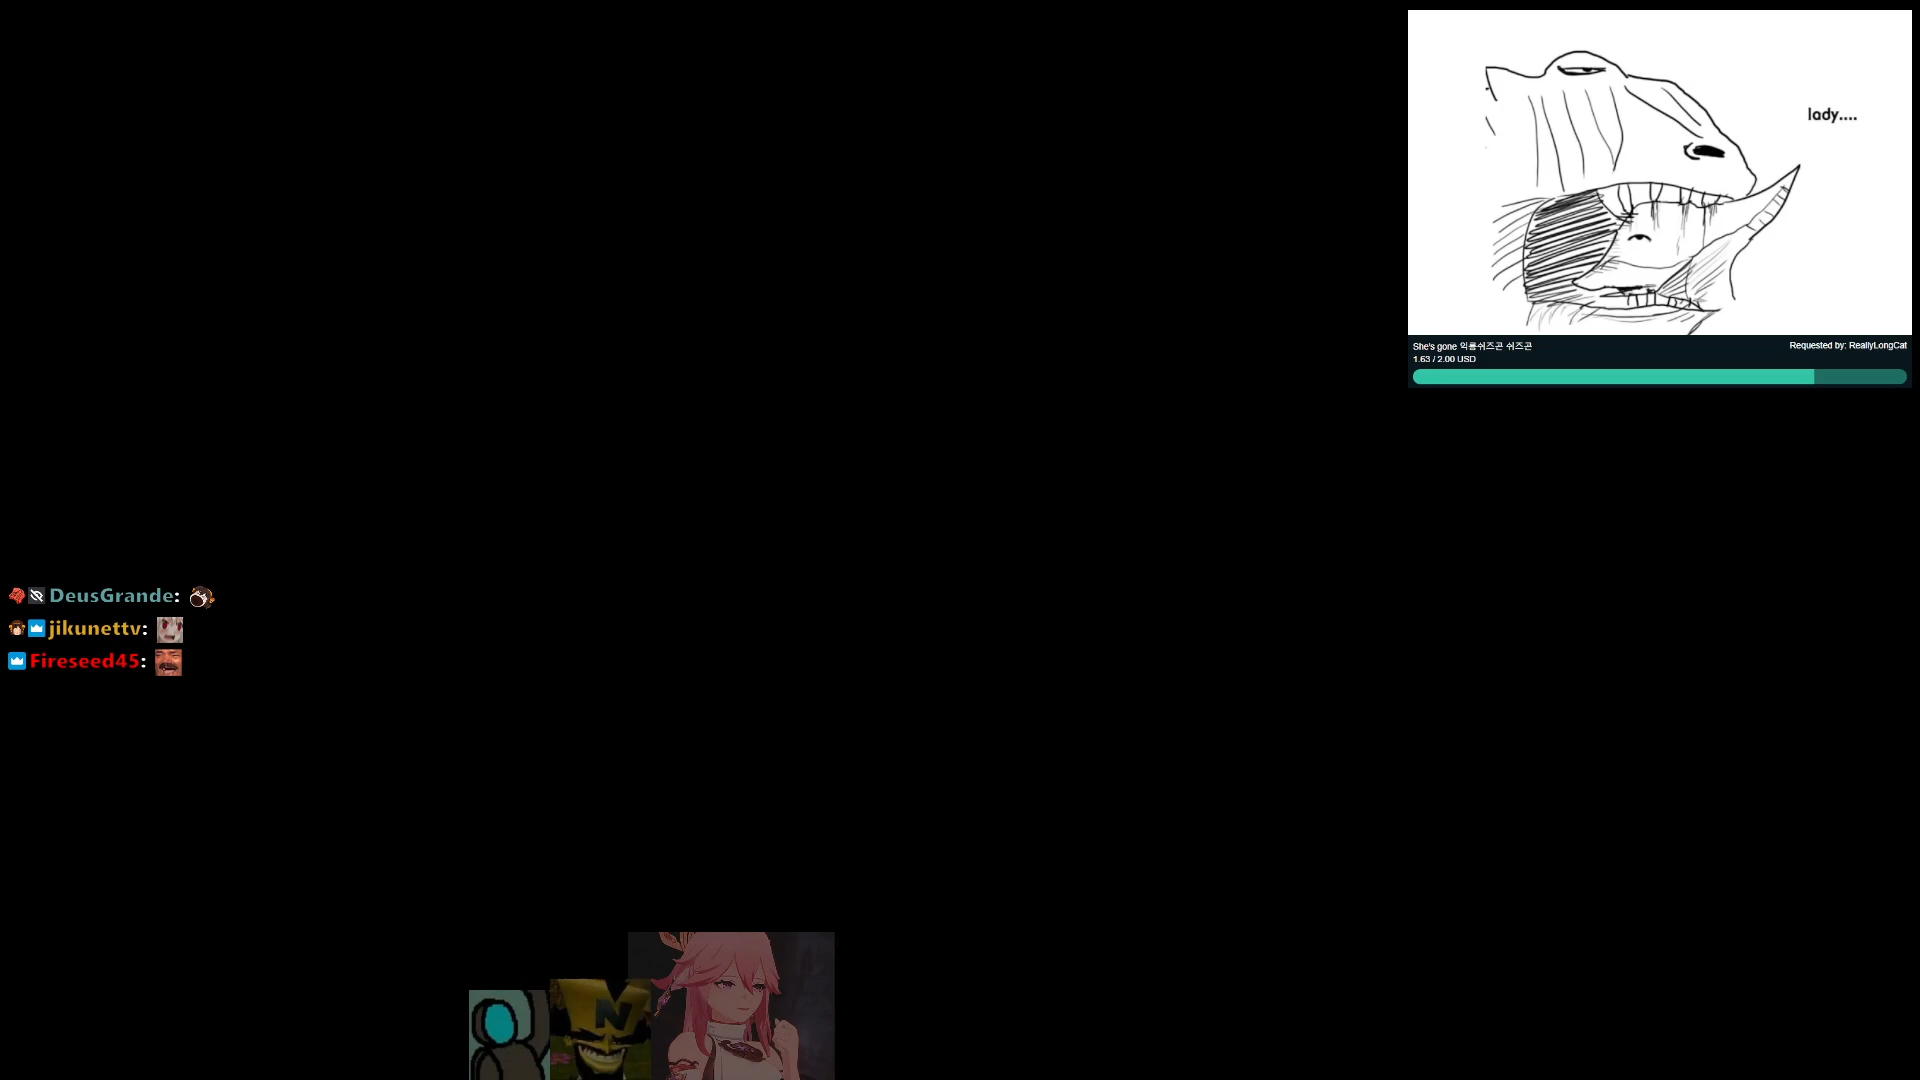 lady....
She's gone 익룡쉬즈곤 쉬즈곤
Requested by: ReallyLongCat
1.63 / 2.00 USD
DeusGrande:
jikunettv:
Fireseed45:
N